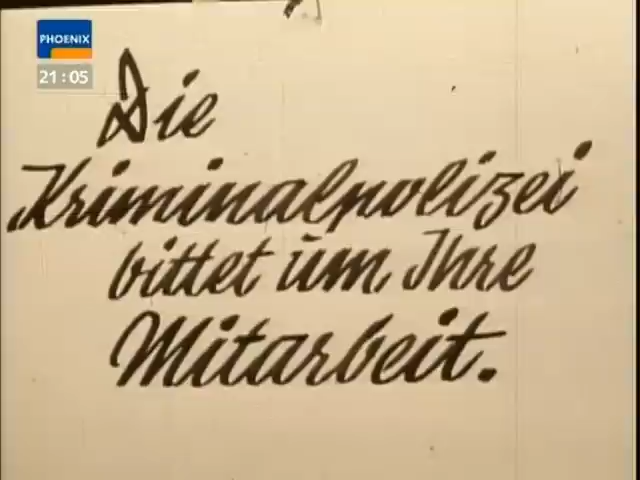 PHOENIX
21:05
Die
Kriminalpolizei
bittet um Ihre
Mitarbeit.